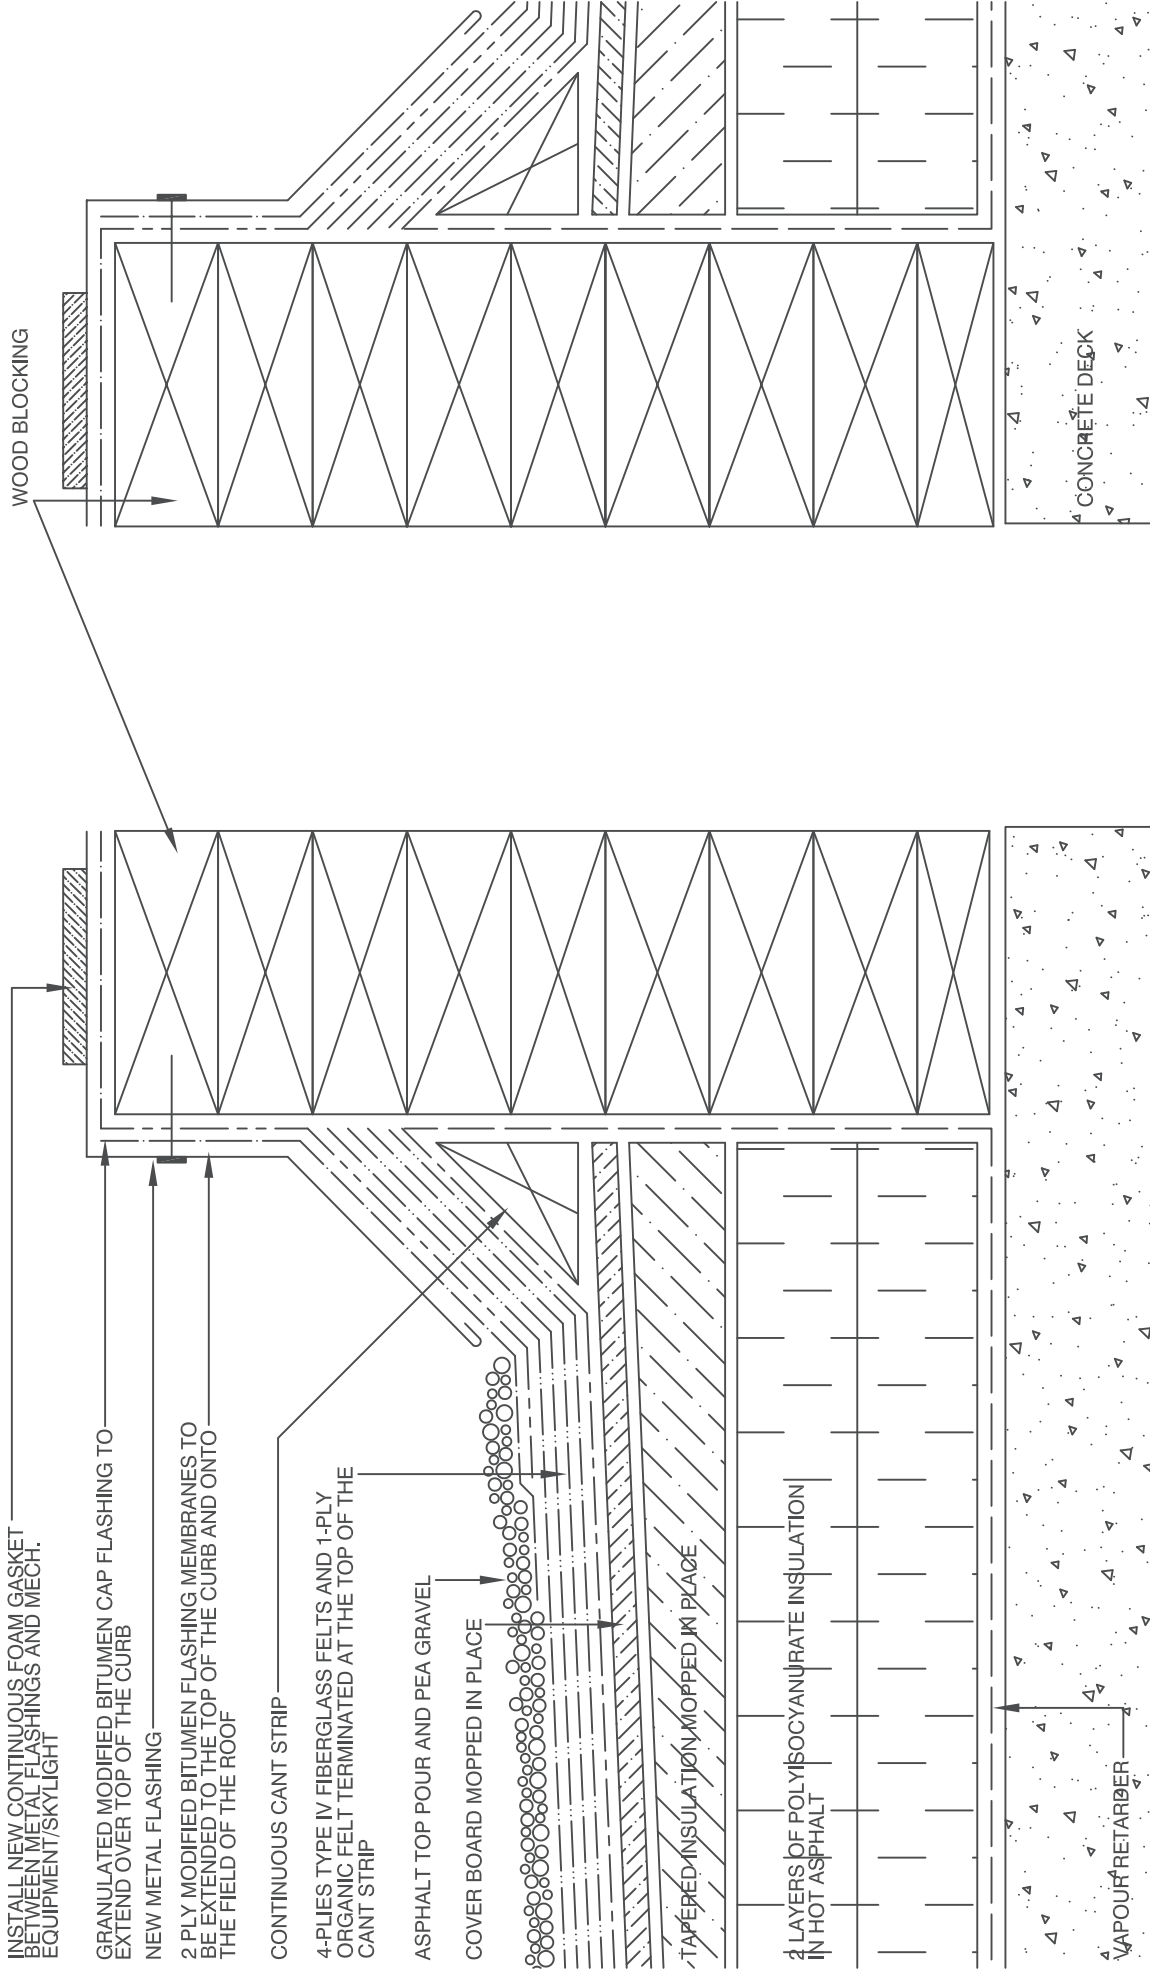 INSTALL NEW CONTINUOUS FOAM GASKET
BETWEEN METAL FLASHINGS AND MECH.
EQUIPMENT/SKYLIGHT
GRANULATED MODIFIED BITUMEN CAP FLASHING TO
EXTEND OVER TOP OF THE CURB
NEW METAL FLASHING
2 PLY MODIFIED BITUMEN FLASHING MEMBRANES TO
BE EXTENDED TO THE TOP OF THE CURB AND ONTO
THE FIELD OF THE ROOF
CONTINUOUS CANT STRIP
4-PLIES TYPE IV FIBERGLASS FELTS AND 1-PLY
ORGANIC FELT TERMINATED AT THE TOP OF THE
CANT STRIP
ASPHALT TOP POUR AND PEA GRAVEL
COVER BOARD MOPPED IN PLACE
TAPERED INSULATION MOPPED IN PLACE
2 LAYERS OF POLYISOCYANURATE INSULATION
IN HOT ASPHALT
VAPOUR RETARDER
WOOD BLOCKING
CONCRETE DECK